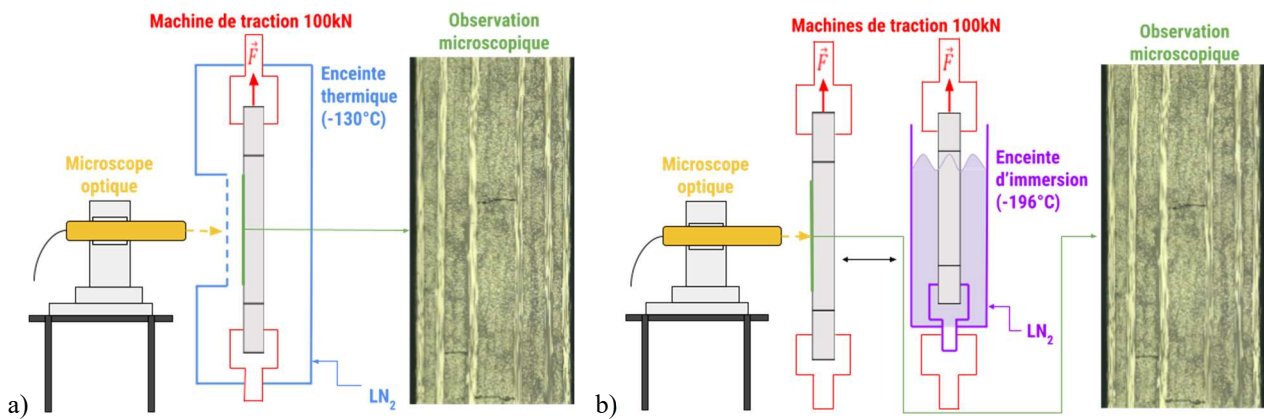 Machine de traction 100kN
F
Enceinte
thermique
(-130°C)
Microscope
optique
LN2
Observation
microscopique
a)
Machines de traction 100kN
F
F
Microscope
optique
Enceinte
d'immersion
(-196°C)
LN2
Observation
microscopique
b)